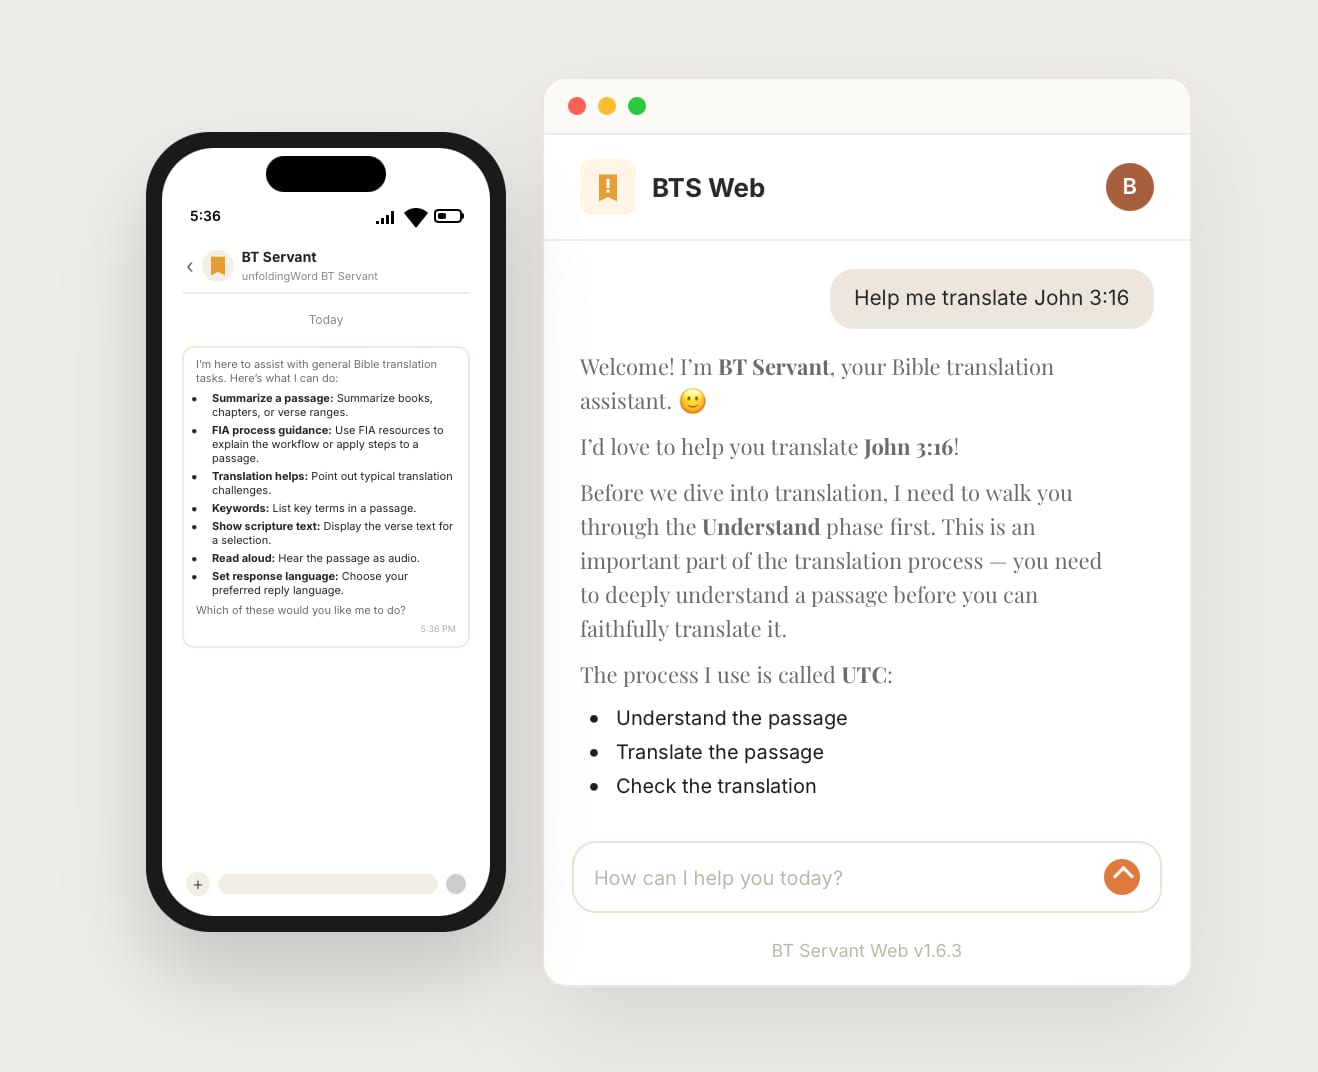 5:36
BT Servant
unfoldingWord BT Servant
Today
I'm here to assist with general Bible translation
tasks. Here's what I can do:
• Summarize a passage: Summarize books,
chapters, or verse ranges.
• FIA process guidance: Use FIA resources to
explain the workflow or apply steps to a
passage.
• Translation helps: Point out typical translation
challenges.
• Keywords: List key terms in a passage.
• Show scripture text: Display the verse text for
a selection.
• Read aloud: Hear the passage as audio.
• Set response language: Choose your
preferred reply language.
Which of these would you like me to do?
5:36 PM
BTS Web
B
Help me translate John 3:16
Welcome! I’m BT Servant, your Bible translation
assistant. 🙂
I’d love to help you translate John 3:16!
Before we dive into translation, I need to walk you
through the Understand phase first. This is an
important part of the translation process — you need
to deeply understand a passage before you can
faithfully translate it.
The process I use is called UTC:
• Understand the passage
• Translate the passage
• Check the translation
How can I help you today?
BT Servant Web v1.6.3